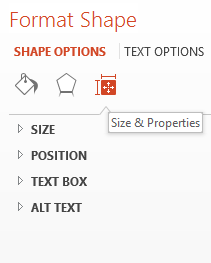 Format Shape
SHAPE OPTIONS TEXT OPTIONS
Size & Properties
SIZE
POSITION
TEXT BOX
ALT TEXT